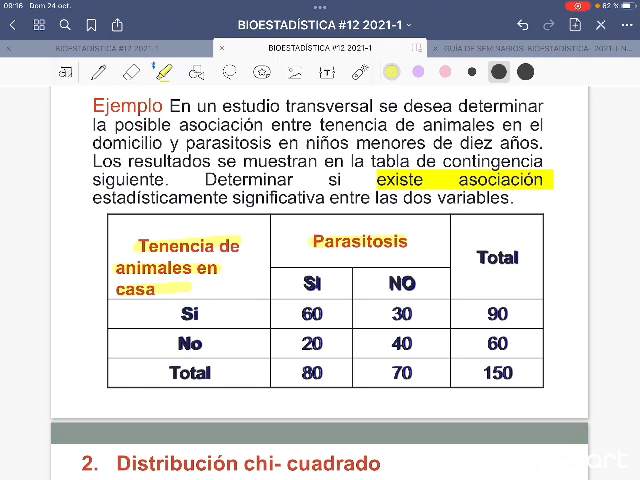 09:16 Dom 24 oct. 62 %
BIOESTADÍSTICA #12 2021-1
BIOESTADÍSTICA #12 2021-1 BIOESTADÍSTICA #12 2021-1 GUÍA DE SEMINARIOS-BIOESTADÍSTICA- 2021-I-N
Ejemplo En un estudio transversal se desea determinar
la posible asociación entre tenencia de animales en el
domicilio y parasitosis en niños menores de diez años.
Los resultados se muestran en la tabla de contingencia
siguiente. Determinar si existe asociación
estadísticamente significativa entre las dos variables.
Tenencia de
animales en
casa
Parasitosis
Total
SI NO
Si 60 30 90
No 20 40 60
Total 80 70 150
2. Distribución chi- cuadrado